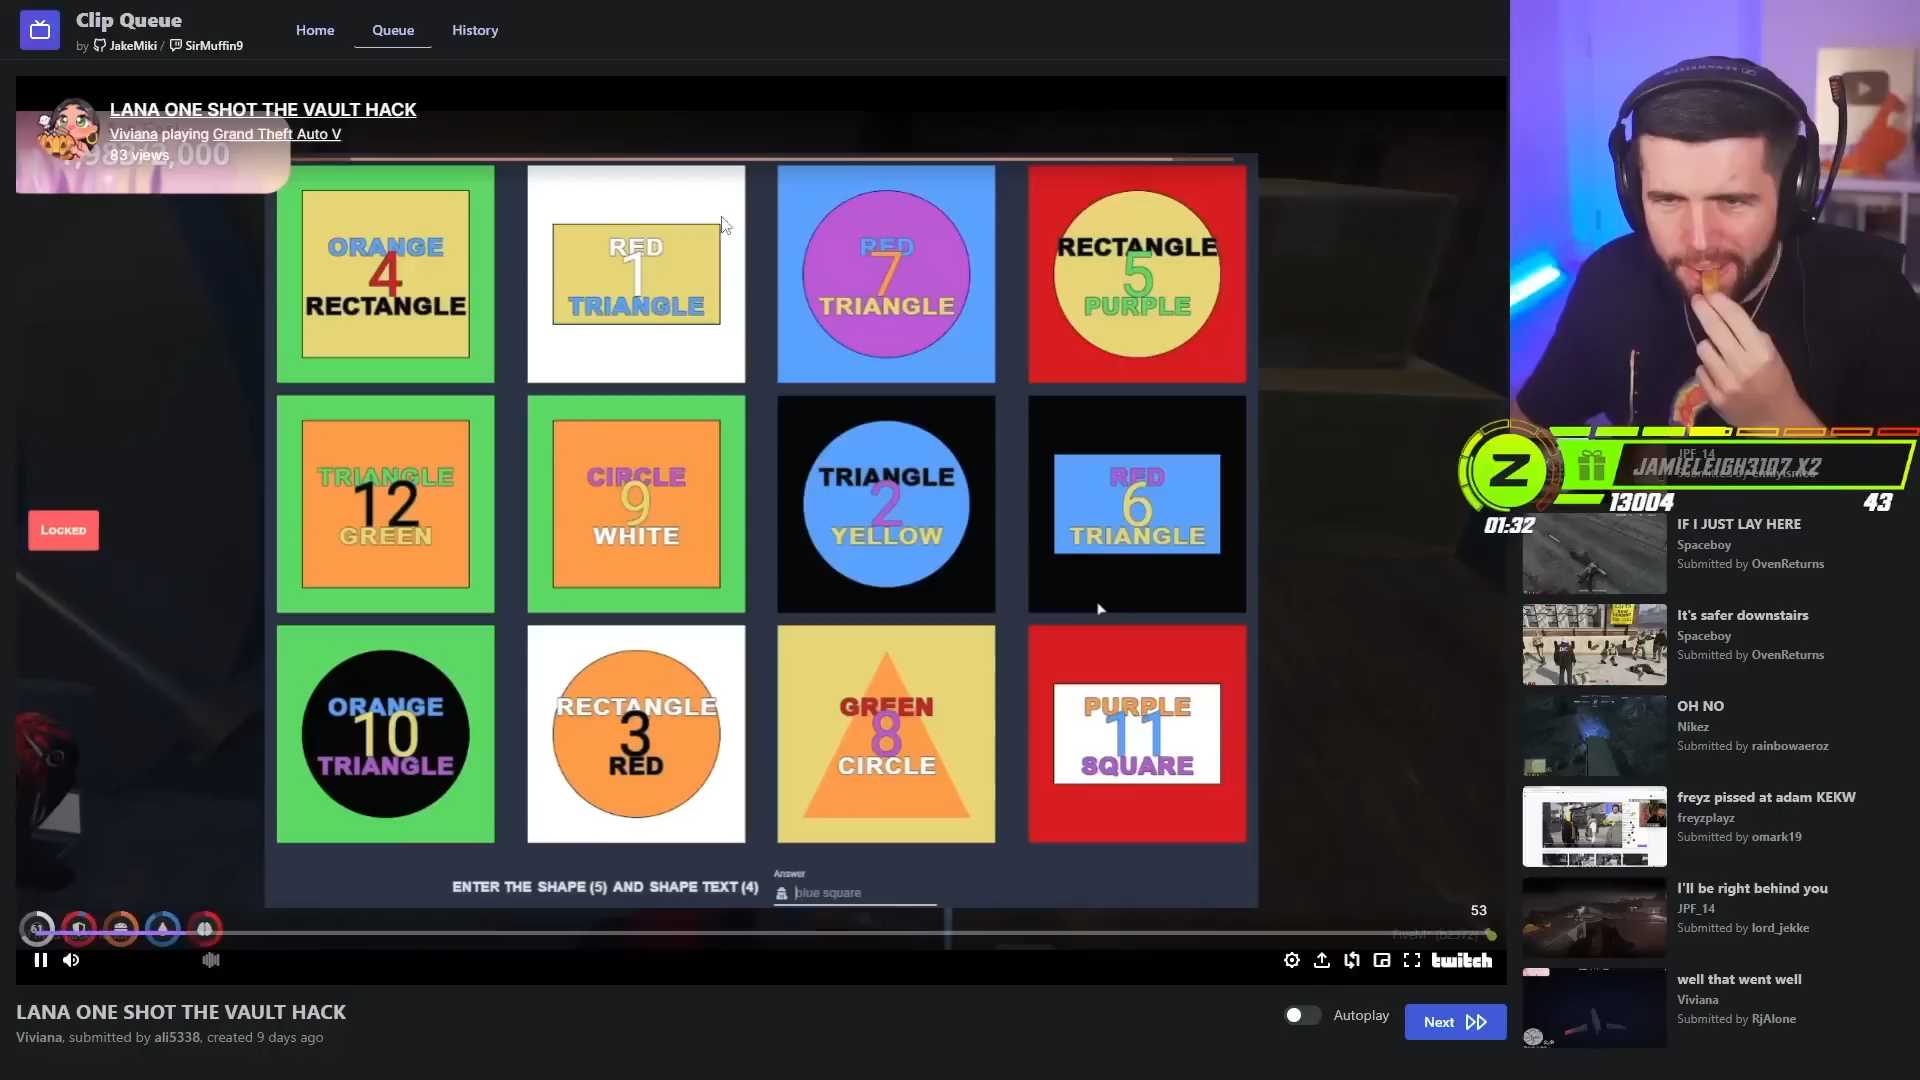 Clip Queue
by JakeMiki / SirMuffin9
Home
Queue
History
LANA ONE SHOT THE VAULT HACK
Viviana playing Grand Theft Auto V
83 views
ORANGE
4
RECTANGLE
RED
1
TRIANGLE
RED
7
TRIANGLE
RECTANGLE
5
PURPLE
TRIANGLE
12
GREEN
CIRCLE
9
WHITE
TRIANGLE
2
YELLOW
RED
6
TRIANGLE
ORANGE
10
TRIANGLE
RECTANGLE
3
RED
GREEN
8
CIRCLE
PURPLE
11
SQUARE
LOCKED
ENTER THE SHAPE (5) AND SHAPE TEXT (4)
Answer
blue square
61
53
twitch
LANA ONE SHOT THE VAULT HACK
Viviana, submitted by ali5338, created 9 days ago
Autoplay
Next
Z
JPF_14
JAMIELEIGH3107 X2
13004
43
01:32
IF I JUST LAY HERE
Spaceboy
Submitted by OvenReturns
It's safer downstairs
Spaceboy
Submitted by OvenReturns
OH NO
Nikez
Submitted by rainbowaeroz
freyz pissed at adam KEKW
freyzplayz
Submitted by omark19
I'll be right behind you
JPF_14
Submitted by lord_jekke
well that went well
Viviana
Submitted by RjAlone